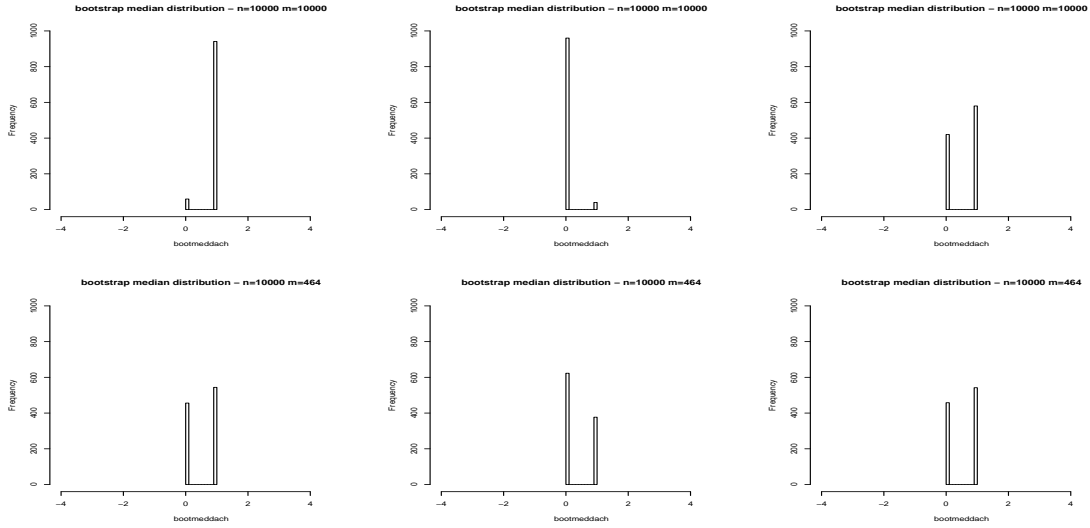 bootstrap median distribution – n=10000 m=10000
Frequency
0 200 400 600 800 1000
−4 −2 0 2 4
bootmeddach
bootstrap median distribution – n=10000 m=10000
Frequency
0 200 400 600 800 1000
−4 −2 0 2 4
bootmeddach
bootstrap median distribution – n=10000 m=10000
Frequency
0 200 400 600 800 1000
−4 −2 0 2 4
bootmeddach
bootstrap median distribution – n=10000 m=464
Frequency
0 200 400 600 800 1000
−4 −2 0 2 4
bootmeddach
bootstrap median distribution – n=10000 m=464
Frequency
0 200 400 600 800 1000
−4 −2 0 2 4
bootmeddach
bootstrap median distribution – n=10000 m=464
Frequency
0 200 400 600 800 1000
−4 −2 0 2 4
bootmeddach